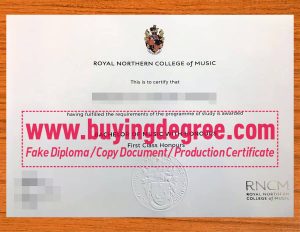 ROYAL NORTHERN COLLEGE of MUSIC
This is to certify that
having fulfilled the requirements of the programme of study is awarded
www.buyindegee.com
First Class Honours
Fake Diploma / Copy Document / Production Certificate
RNCM
ROYAL NORTHERN
COLLEGE of MUSIC